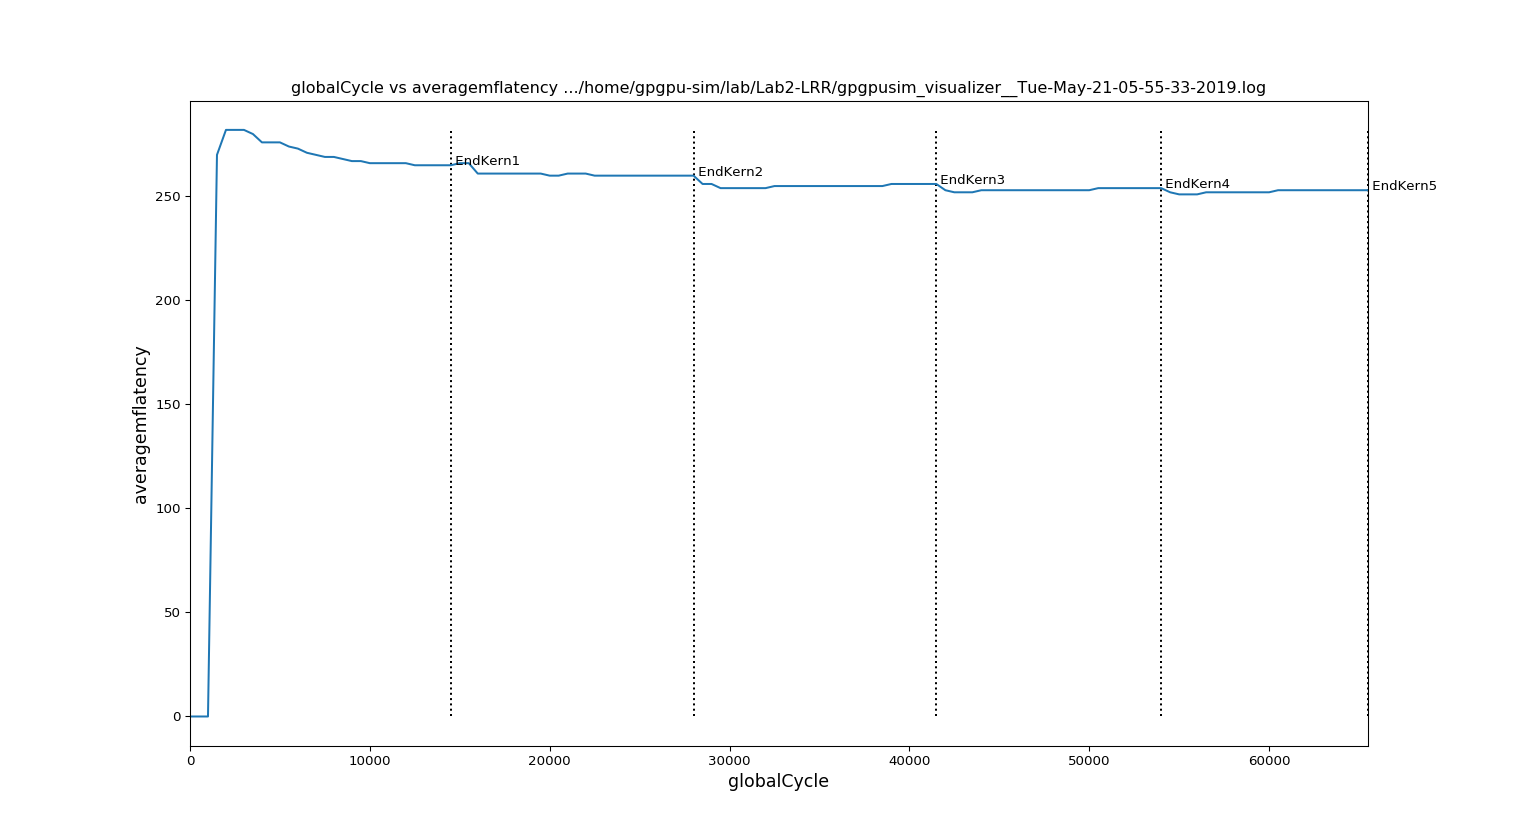 globalCycle vs averagemflatency .../home/gpgpu-sim/lab/Lab2-LRR/gpgpusim_visualizer__Tue-May-21-05-55-33-2019.log
EndKern1
EndKern2
EndKern3
EndKern4
EndKern5
250
200
150
100
50
0
averagemflatency
0 10000 20000 30000 40000 50000 60000
globalCycle